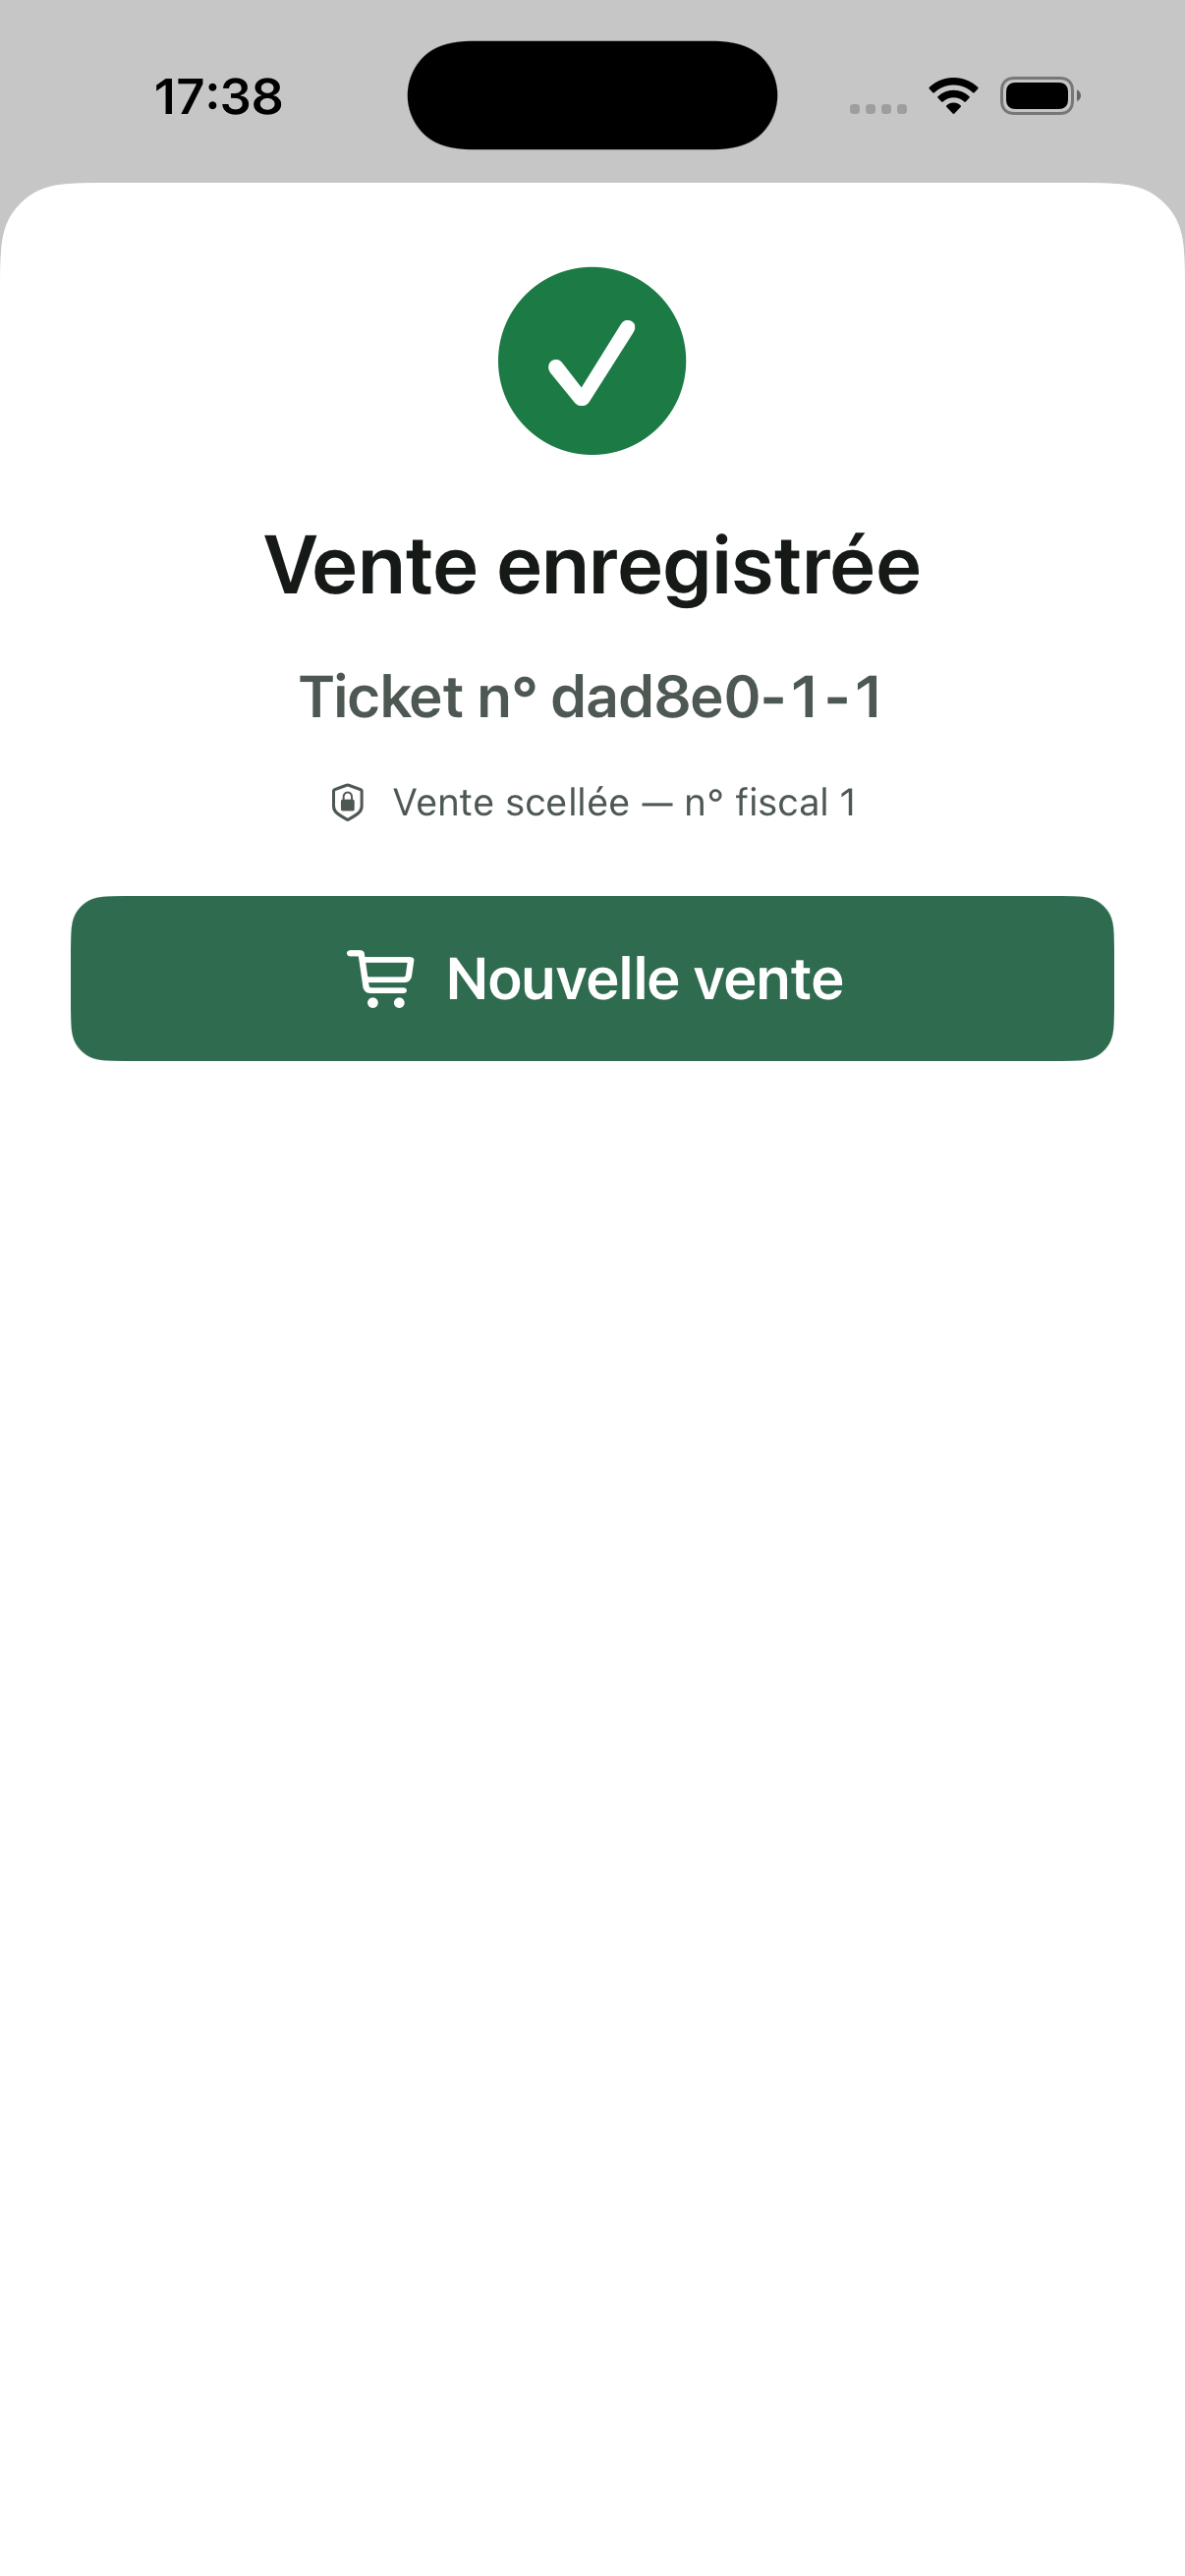 17:38
Vente enregistrée
Ticket n° dad8e0-1-1
Vente scellée — n° fiscal 1
Nouvelle vente